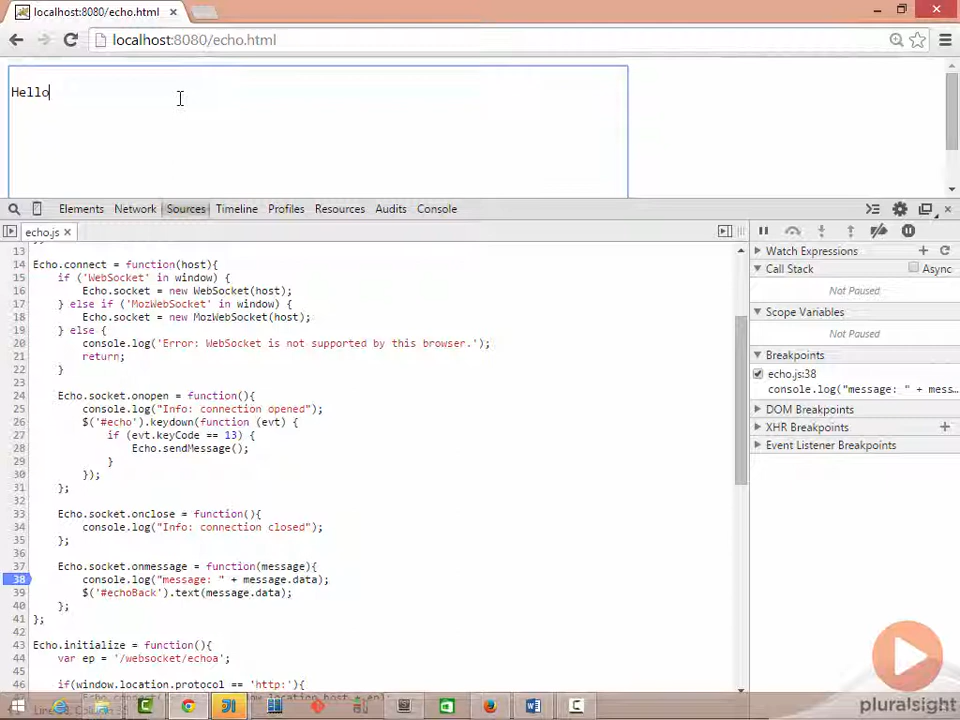 localhost:8080/echo.html
localhost:8080/echo.html
Hello
Elements Network Sources Timeline Profiles Resources Audits Console
echo.js
13 });
14 Echo.connect = function(host){
15 if ('WebSocket' in window) {
16 Echo.socket = new WebSocket(host);
17 } else if ('MozWebSocket' in window) {
18 Echo.socket = new MozWebSocket(host);
19 } else {
20 console.log('Error: WebSocket is not supported by this browser.');
21 return;
22 }
23
24 Echo.socket.onopen = function(){
25 console.log("Info: connection opened");
26 $('#echo').keydown(function (evt) {
27 if (evt.keyCode == 13) {
28 Echo.sendMessage();
29 }
30 });
31 };
32
33 Echo.socket.onclose = function(){
34 console.log("Info: connection closed");
35 };
36
37 Echo.socket.onmessage = function(message){
38 console.log("message: " + message.data);
39 $('#echoBack').text(message.data);
40 };
41 };
42
43 Echo.initialize = function(){
44 var ep = '/websocket/echoa';
45
46 if(window.location.protocol == 'http:'){
Watch Expressions
Call Stack Async
Not Paused
Scope Variables
Not Paused
Breakpoints
echo.js:38
console.log("message: " + mess…
DOM Breakpoints
XHR Breakpoints
Event Listener Breakpoints
pluralsight